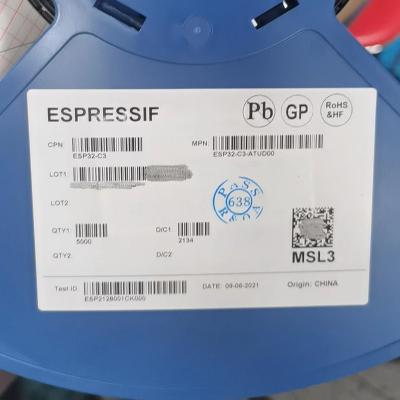 ESPRESSIF
Pb
GP
RoHS
&HF
CPN:
ESP32-C3
MPN:
ESP32-C3-ATUD00
LOT1:
LOT2:
PASS
638
QTY1:
5000
D/C1:
2134
QTY2:
D/C2:
MSL3
Test ID
ESP2128001CK000
DATE: 09-06-2021
Origin: CHINA